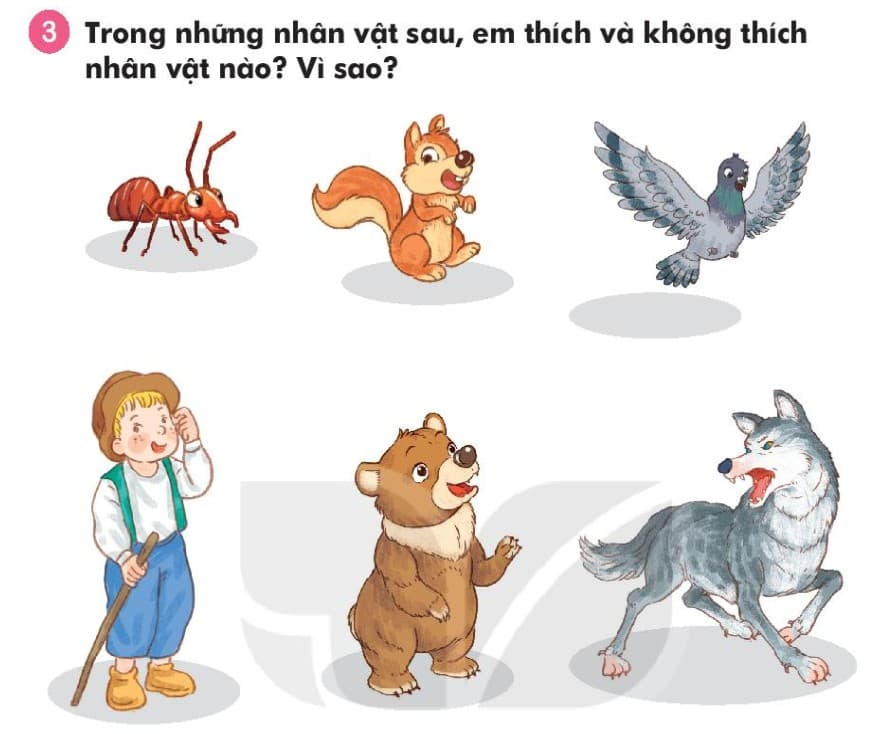 3 Trong những nhân vật sau, em thích và không thích
nhân vật nào? Vì sao?